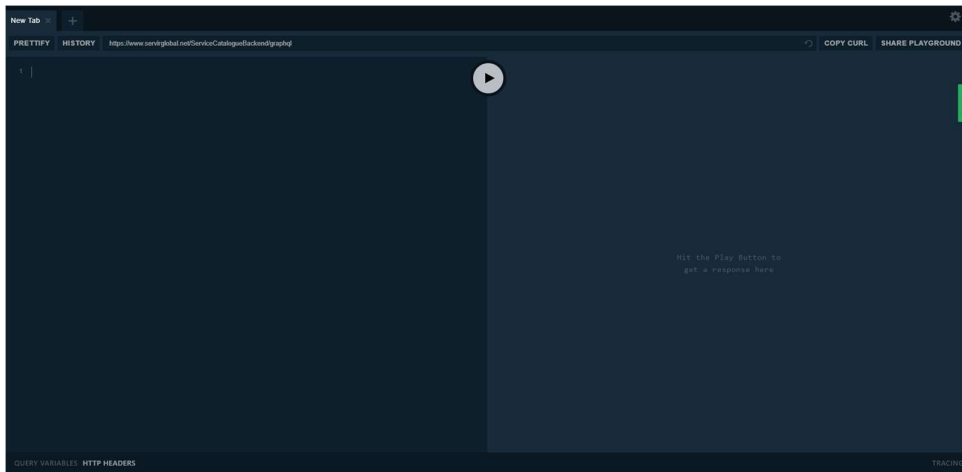 New Tab
PRETTIFY HISTORY https://www.servirglobal.net/ServiceCatalogueBackend/graphql COPY CURL SHARE PLAYGROUND
1
Hit the Play Button to
get a response here
QUERY VARIABLES HTTP HEADERS TRACING